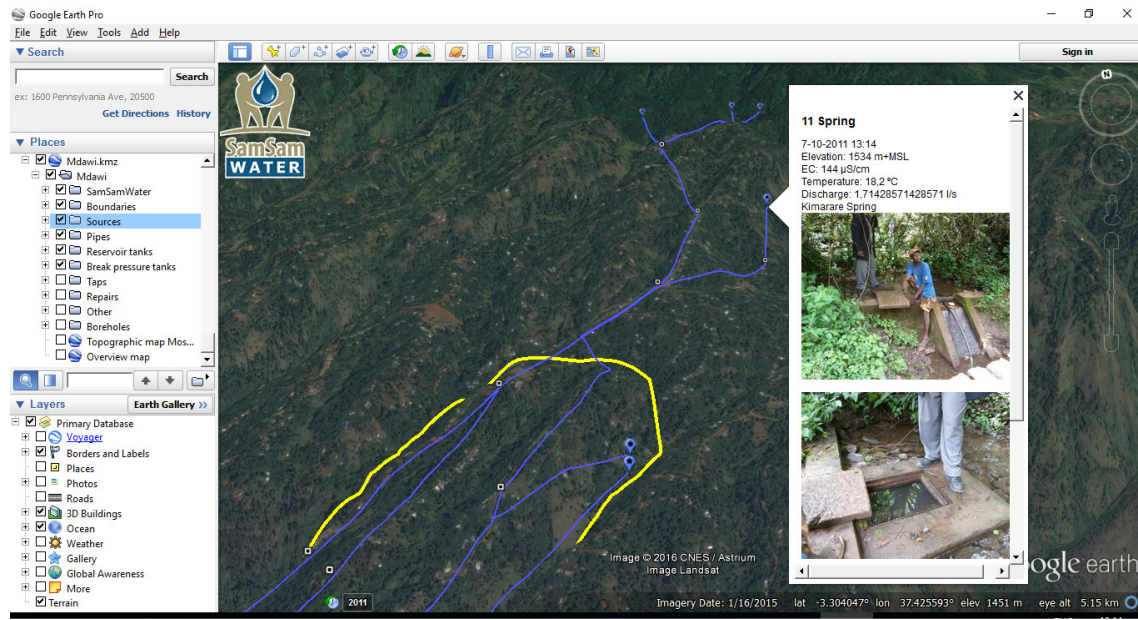 Google Earth Pro
File Edit View Tools Add Help
Search
Search
ex: 1600 Pennsylvania Ave, 20500
Get Directions History
Places
Mdawi.kmz
Mdawi
SamSamWater
Boundaries
Sources
Pipes
Reservoir tanks
Break pressure tanks
Taps
Repairs
Other
Boreholes
Topographic map Mos...
Overview map
Layers
Earth Gallery >>
Primary Database
Voyager
Borders and Labels
Places
Photos
Roads
3D Buildings
Ocean
Weather
Gallery
Global Awareness
More
Terrain
Sign in
SamSam
WATER
N
11 Spring
7-10-2011 13:14
Elevation: 1534 m+MSL
EC: 144 µS/cm
Temperature: 18,2 ºC
Discharge: 1,71428571428571 l/s
Kimarare Spring
Image © 2016 CNES / Astrium
Image Landsat
ogle earth
2011
Imagery Date: 1/16/2015 lat -3.304047° lon 37.425593° elev 1451 m eye alt 5.15 km